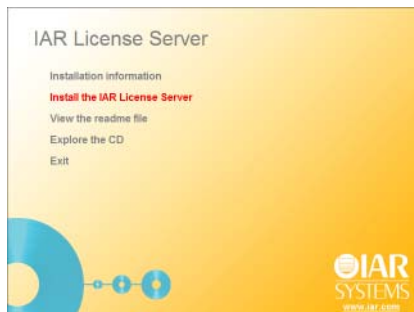 IAR License Server
Installation information
Install the IAR License Server
View the readme file
Explore the CD
Exit
IAR
SYSTEMS
www.iar.com